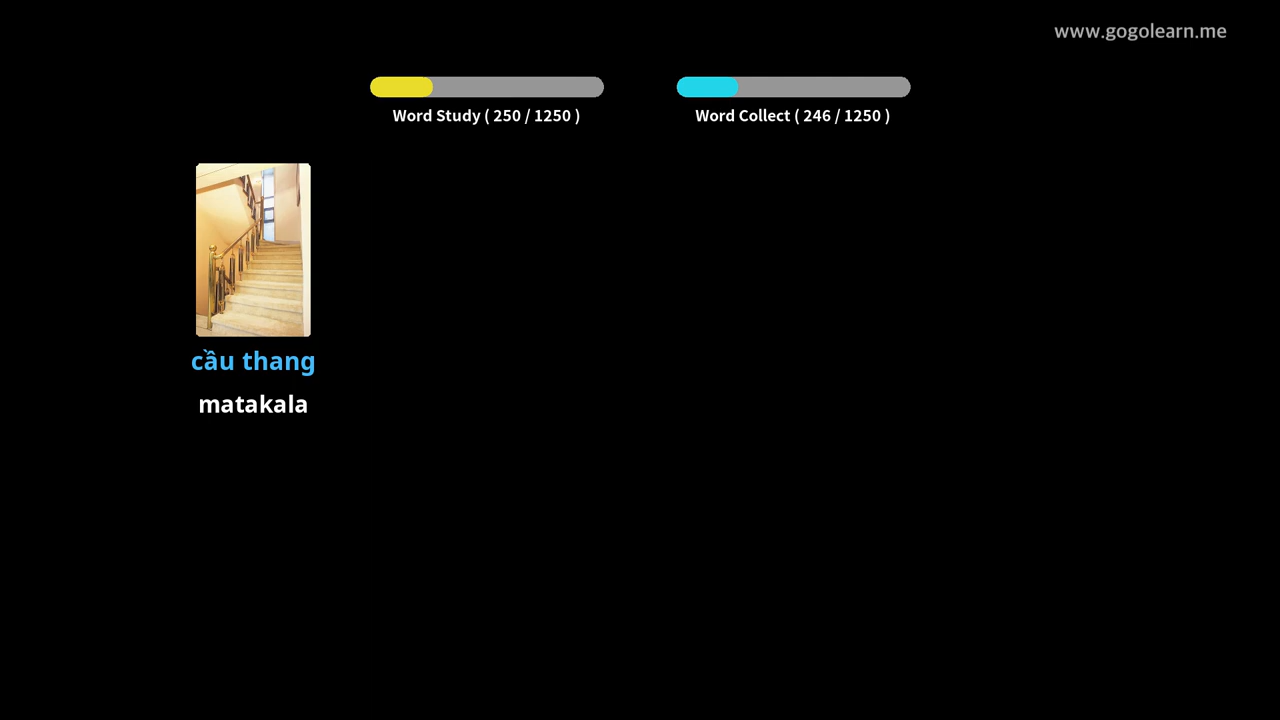 www.gogolearn.me
Word Study ( 250 / 1250 )
Word Collect ( 246 / 1250 )
cầu thang
matakala